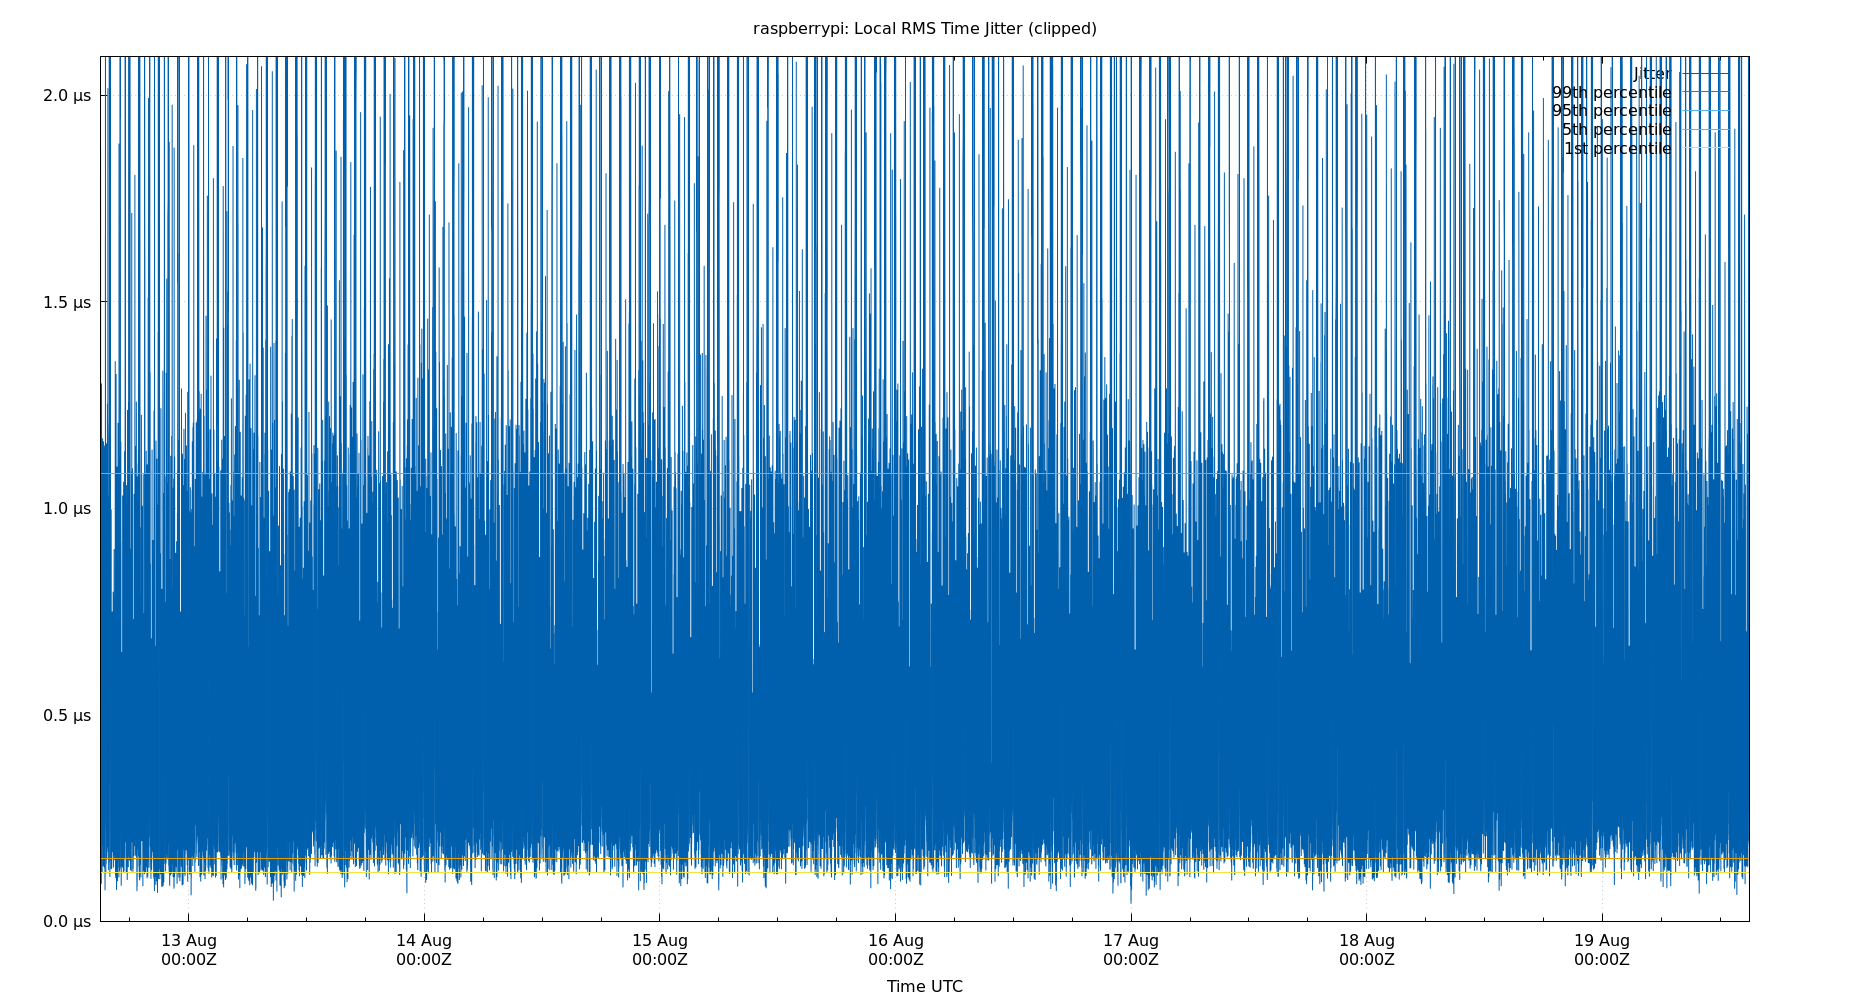 raspberrypi: Local RMS Time Jitter (clipped)
Jitter
99th percentile
95th percentile
5th percentile
1st percentile
2.0 µs
1.5 µs
1.0 µs
0.5 µs
0.0 µs
13 Aug 14 Aug 15 Aug 16 Aug 17 Aug 18 Aug 19 Aug
00:00Z 00:00Z 00:00Z 00:00Z 00:00Z 00:00Z 00:00Z
Time UTC